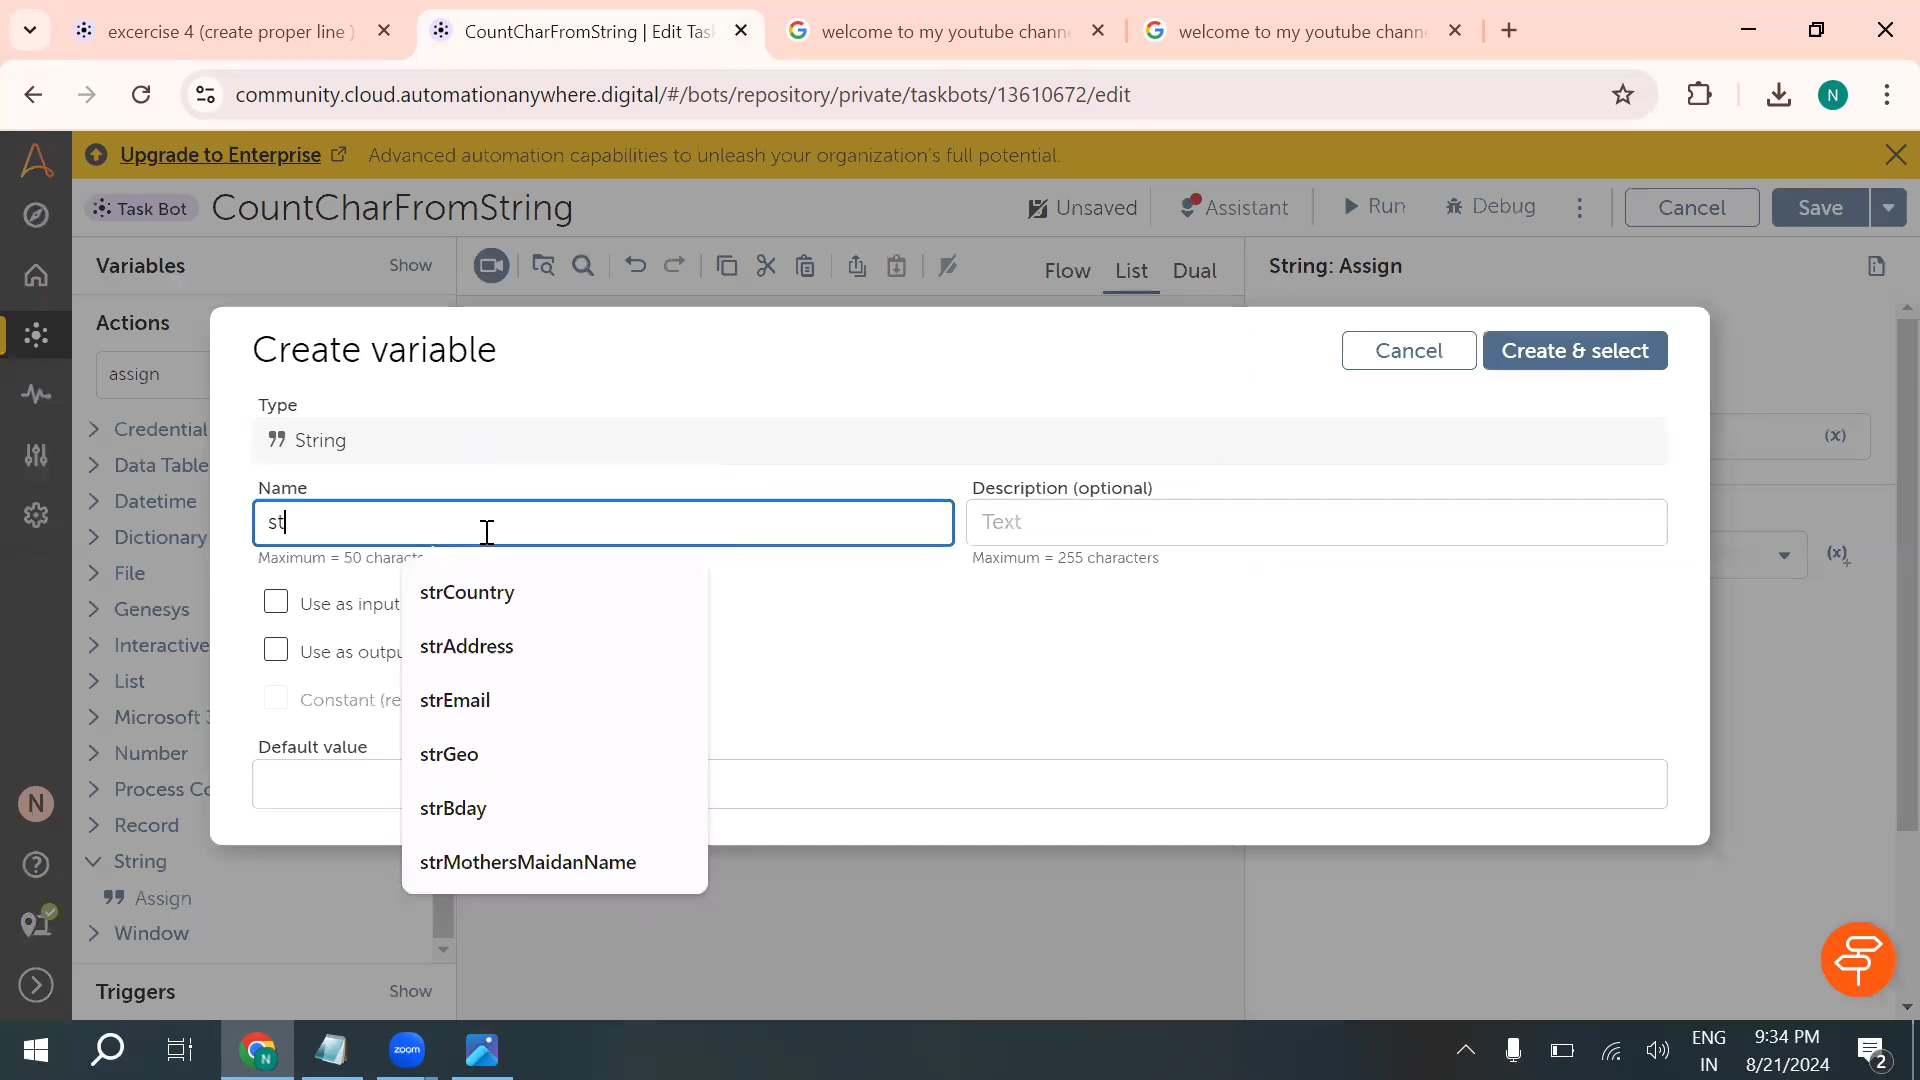 excercise 4 (create proper line )
CountCharFromString | Edit Tas
welcome to my youtube chann
welcome to my youtube chann
community.cloud.automationanywhere.digital/#/bots/repository/private/taskbots/13610672/edit
N
Upgrade to Enterprise
Advanced automation capabilities to unleash your organization's full potential.
Task Bot
CountCharFromString
Unsaved
Assistant
Run
Debug
Cancel
Save
Variables
Show
Flow
List
Dual
String: Assign
Actions
assign
Create variable
Cancel
Create & select
Type
String
Name
Description (optional)
st
Text
Maximum = 50 characte
Maximum = 255 characters
strCountry
strAddress
strEmail
strGeo
strBday
strMothersMaidanName
Use as input
Use as outpu
Constant (re
Default value
(x)
(x)+
Credential
Data Table
Datetime
Dictionary
File
Genesys
Interactive
List
Microsoft 3
Number
Process Co
Record
String
Assign
Window
Triggers
Show
N
zoom
N
ENG
IN
9:34 PM
8/21/2024
2